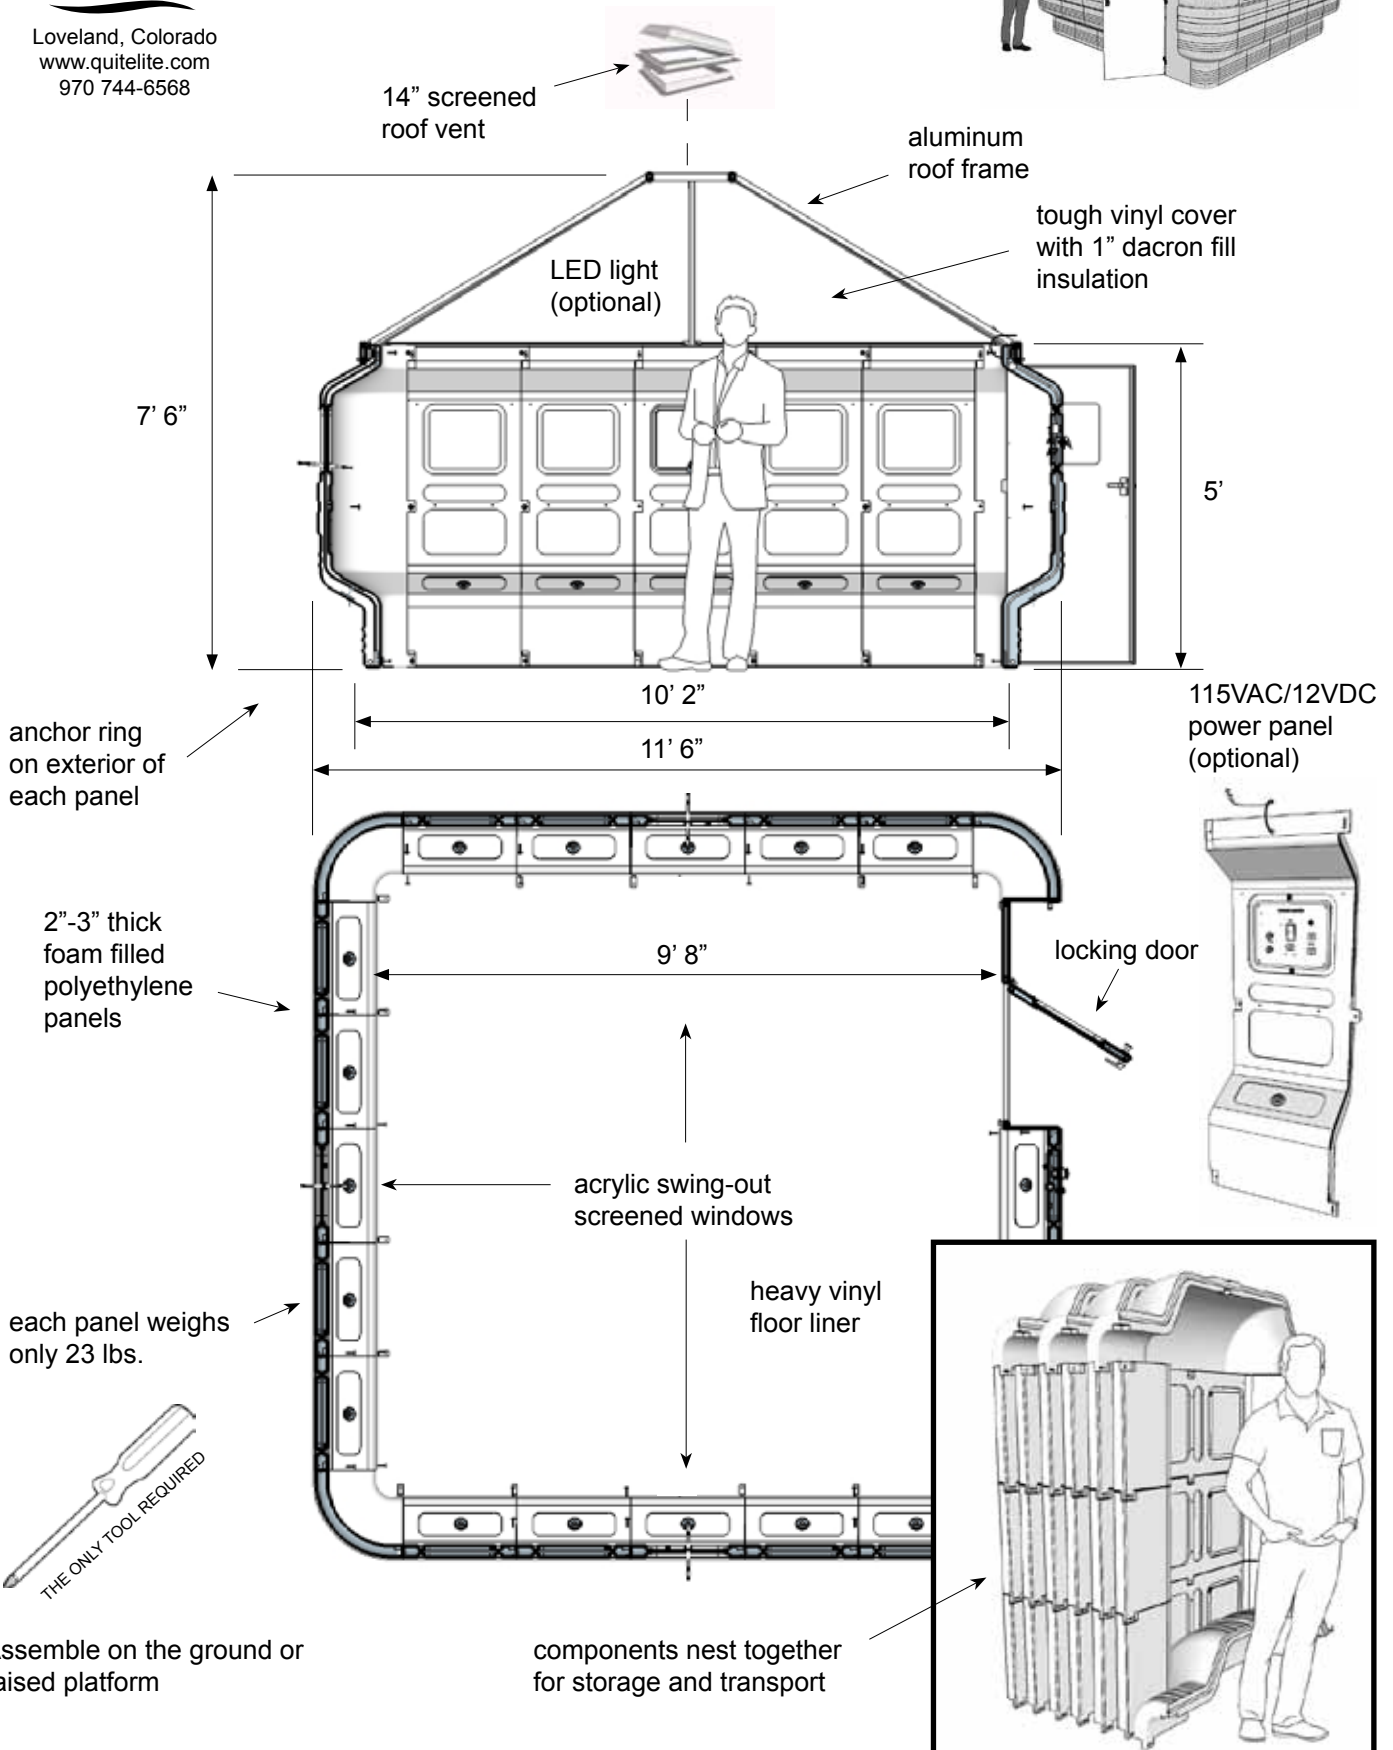 Loveland, Colorado
www.quitelite.com
970 744-6568
14” screened
roof vent
aluminum
roof frame
tough vinyl cover
with 1” dacron fill
insulation
LED light
(optional)
7’ 6”
5’
10’ 2”
11’ 6”
anchor ring
on exterior of
each panel
115VAC/12VDC
power panel
(optional)
2”-3” thick
foam filled
polyethylene
panels
9’ 8”
locking door
acrylic swing-out
screened windows
heavy vinyl
floor liner
each panel weighs
only 23 lbs.
THE ONLY TOOL REQUIRED
ssemble on the ground or
aised platform
components nest together
for storage and transport